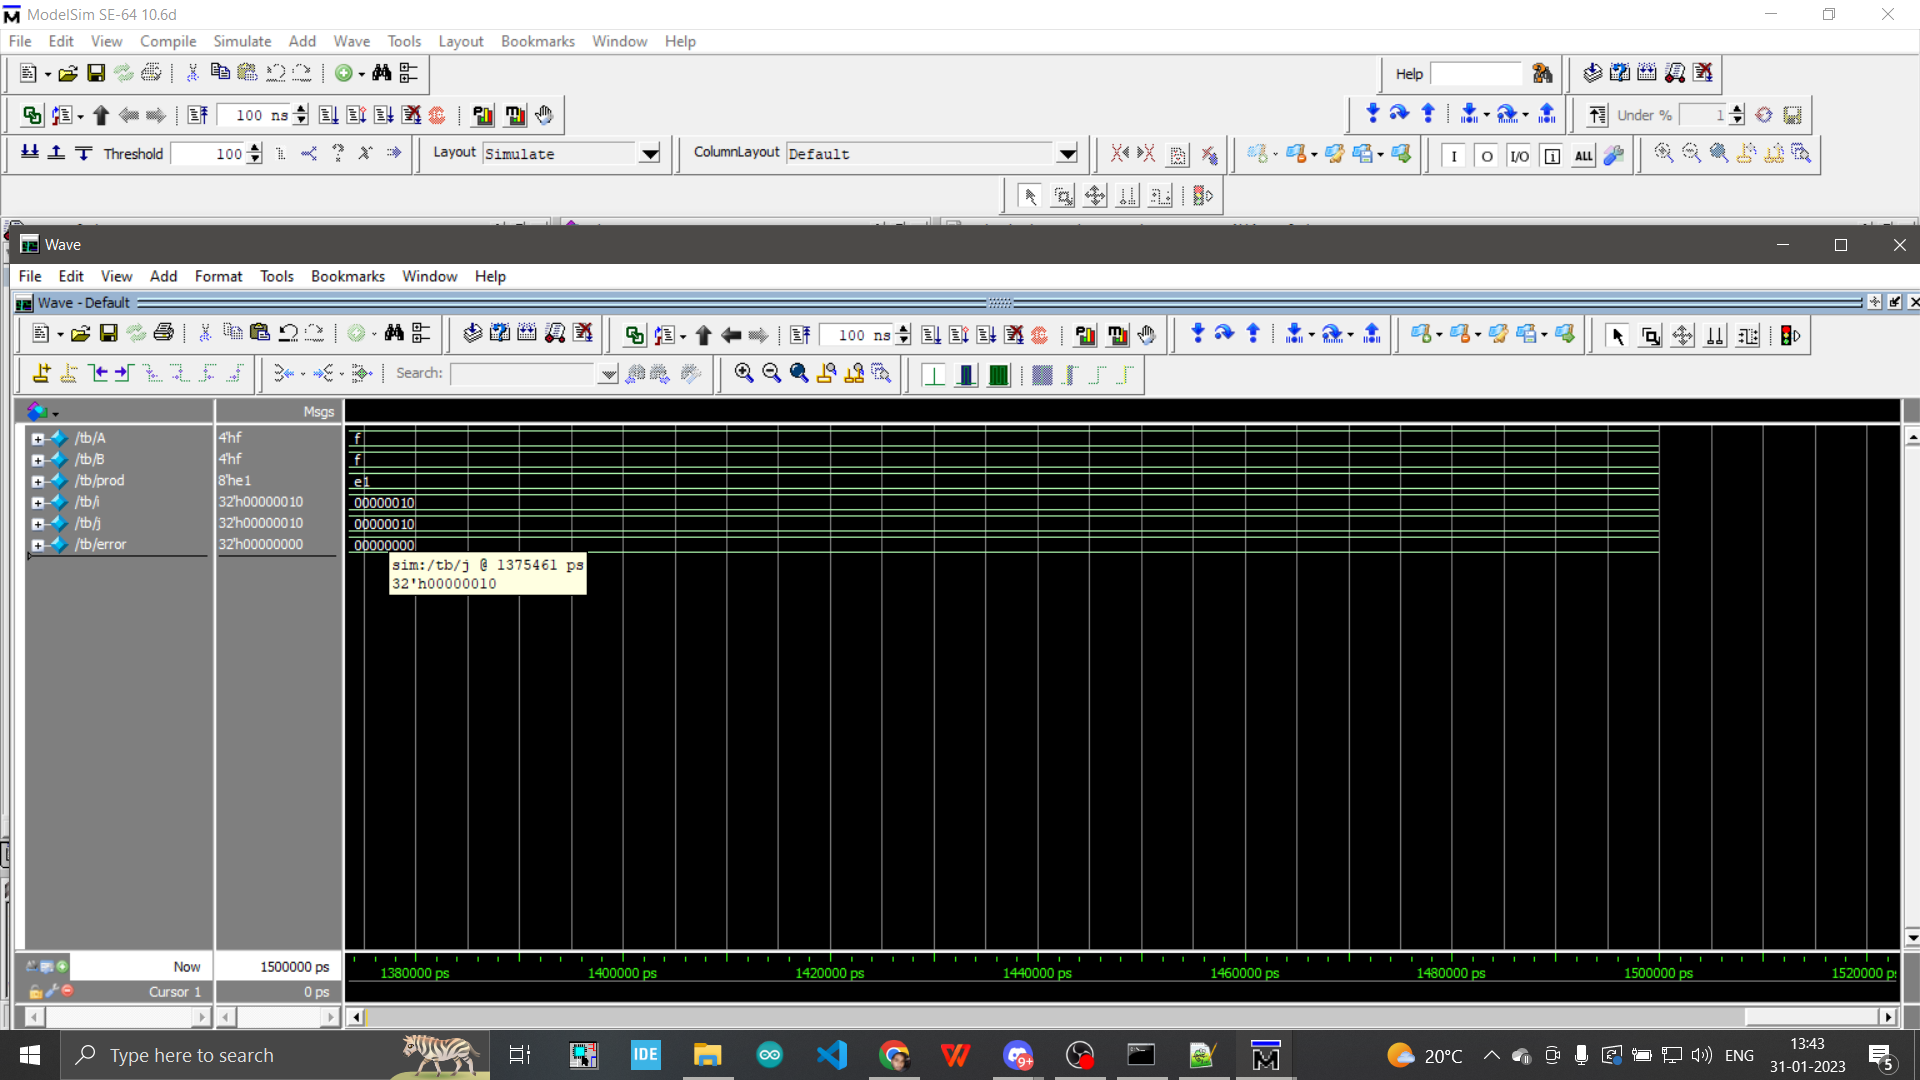 ModelSim SE-64 10.6d
File Edit View Compile Simulate Add Wave Tools Layout Bookmarks Window Help
Help
100 ns
Under % 1
Threshold 100
Layout Simulate
ColumnLayout Default
I O I/O i ALL
Wave
File Edit View Add Format Tools Bookmarks Window Help
Wave - Default
100 ns
Search:
Msgs
/tb/A 4'hf f
/tb/B 4'hf f
/tb/prod 8'he1 e1
/tb/i 32'h00000010 00000010
/tb/j 32'h00000010 00000010
/tb/error 32'h00000000 00000000
sim:/tb/j @ 1375461 ps
32'h00000010
Now 1500000 ps
1380000 ps 1400000 ps 1420000 ps 1440000 ps 1460000 ps 1480000 ps 1500000 ps 1520000 ps
Cursor 1 0 ps
Type here to search
IDE
9+
20°C
ENG
13:43
31-01-2023
5